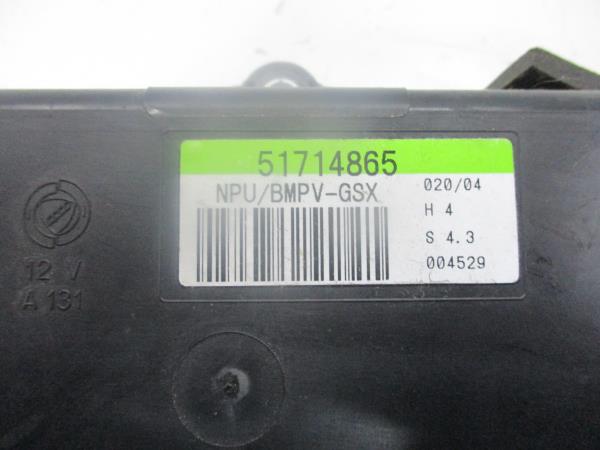 51714865
NPU/BMPV-GSX
020/04
H 4
S 4.3
004529
12 V
A 131